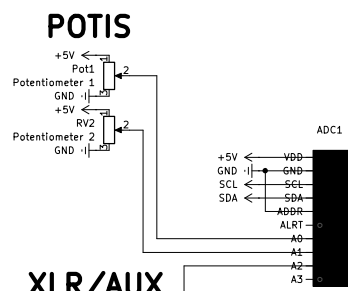 POTIS
+5V
Pot1
2
Potentiometer 1
GND
+5V
RV2
2
Potentiometer 2
GND
ADC1
+5V VDD
GND GND
SCL SCL
SDA SDA
ADDR
ALRT
A0
A1
A2
A3
XLR/AUX